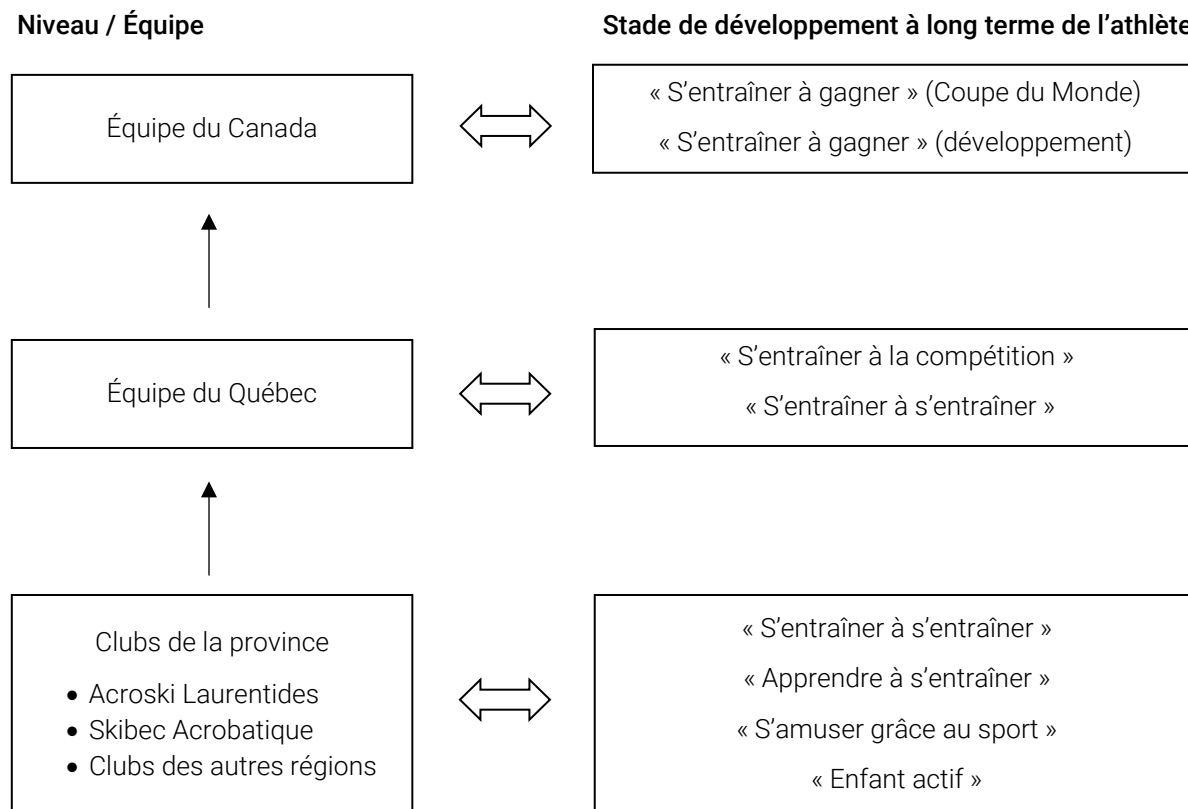 Niveau / Équipe
Stade de développement à long terme de l’athlète
Équipe du Canada
« S’entraîner à gagner » (Coupe du Monde)
« S’entraîner à gagner » (développement)
Équipe du Québec
« S’entraîner à la compétition »
« S’entraîner à s’entraîner »
Clubs de la province
• Acroski Laurentides
• Skibec Acrobatique
• Clubs des autres régions
« S’entraîner à s’entraîner »
« Apprendre à s’entraîner »
« S’amuser grâce au sport »
« Enfant actif »